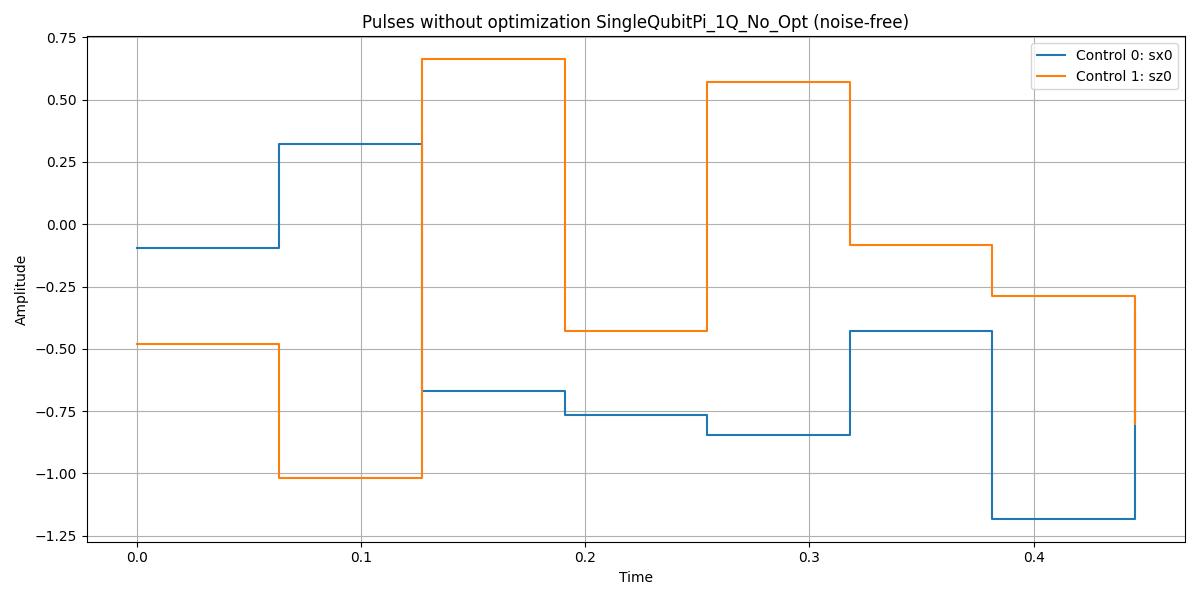 Pulses without optimization SingleQubitPi_1Q_No_Opt (noise-free)
Control 0: sx0
Control 1: sz0
Amplitude
0.75
0.50
0.25
0.00
−0.25
−0.50
−0.75
−1.00
−1.25
0.0 0.1 0.2 0.3 0.4
Time